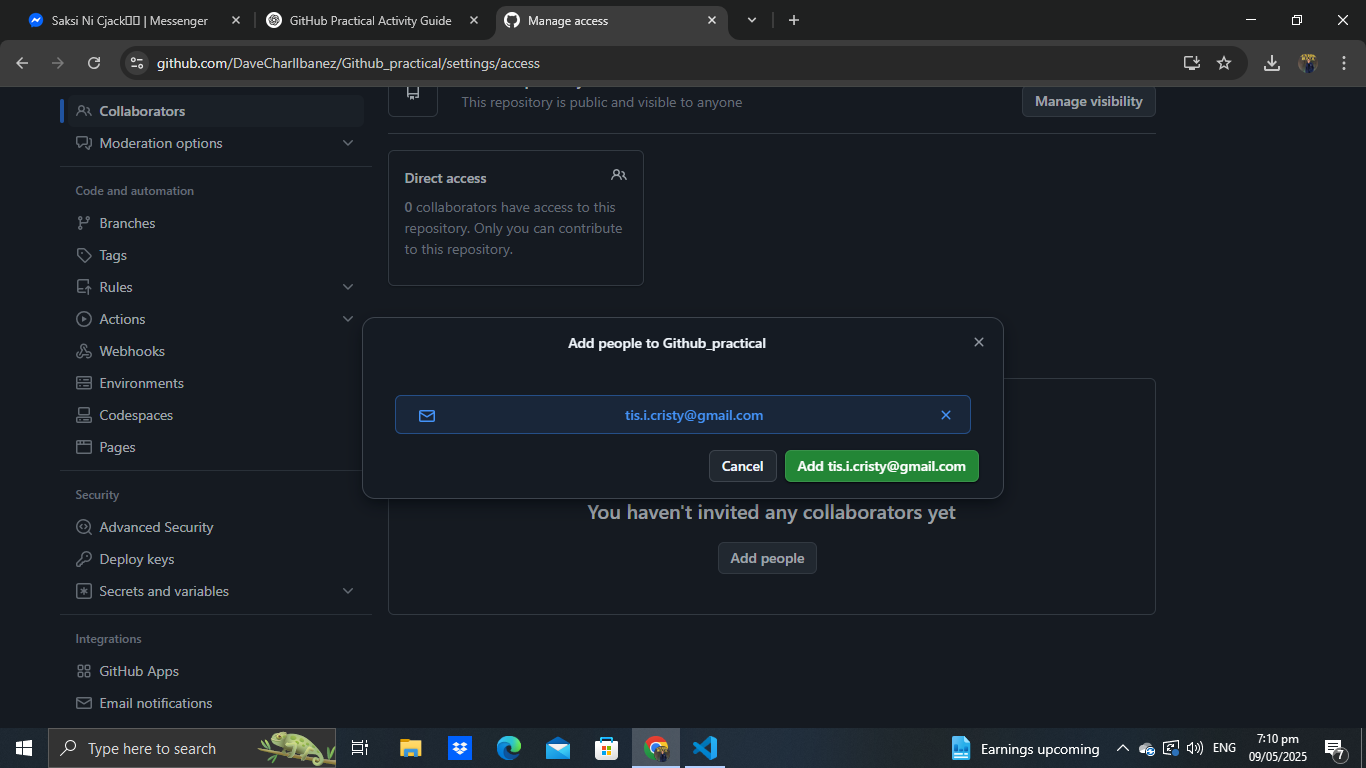 Saksi Ni Cjack | Messenger
GitHub Practical Activity Guide
Manage access
github.com/DaveCharlIbanez/Github_practical/settings/access
Collaborators
Moderation options
Code and automation
Branches
Tags
Rules
Actions
Webhooks
Environments
Codespaces
Pages
Security
Advanced Security
Deploy keys
Secrets and variables
Integrations
GitHub Apps
Email notifications
This repository is public and visible to anyone
Manage visibility
Direct access
0 collaborators have access to this
repository. Only you can contribute
to this repository.
Add people to Github_practical
tis.i.cristy@gmail.com
Cancel
Add tis.i.cristy@gmail.com
You haven't invited any collaborators yet
Add people
Type here to search
Earnings upcoming
ENG
7:10 pm
09/05/2025
7